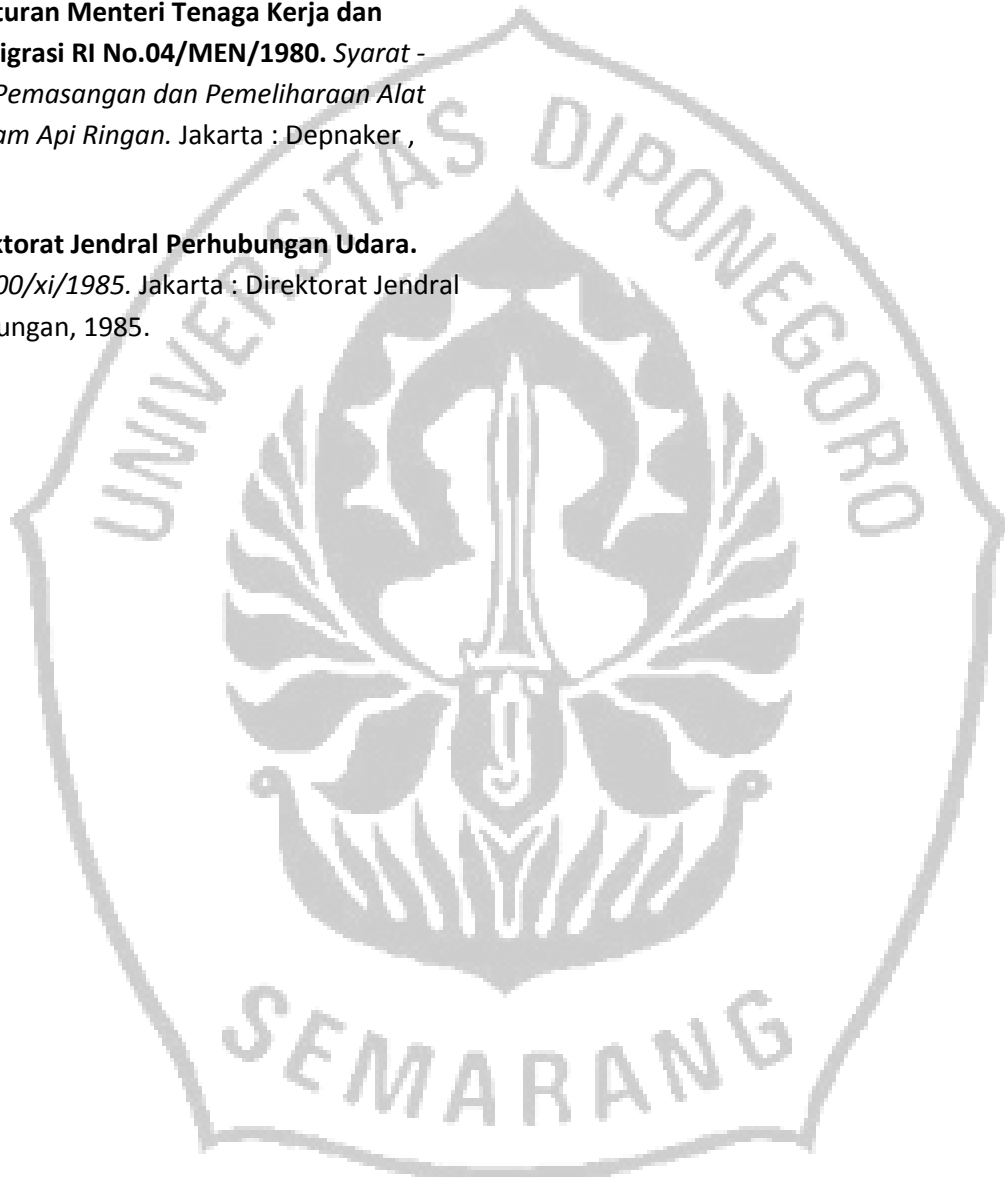 turan Menteri Tenaga Kerja dan
igrasi RI No.04/MEN/1980. Syarat -
Pemasangan dan Pemeliharaan Alat
am Api Ringan. Jakarta : Depnaker ,
ktorat Jendral Perhubungan Udara.
00/xi/1985. Jakarta : Direktorat Jendral
ungan, 1985.
UNIVERSITAS DIPONEGORO
SEMARANG